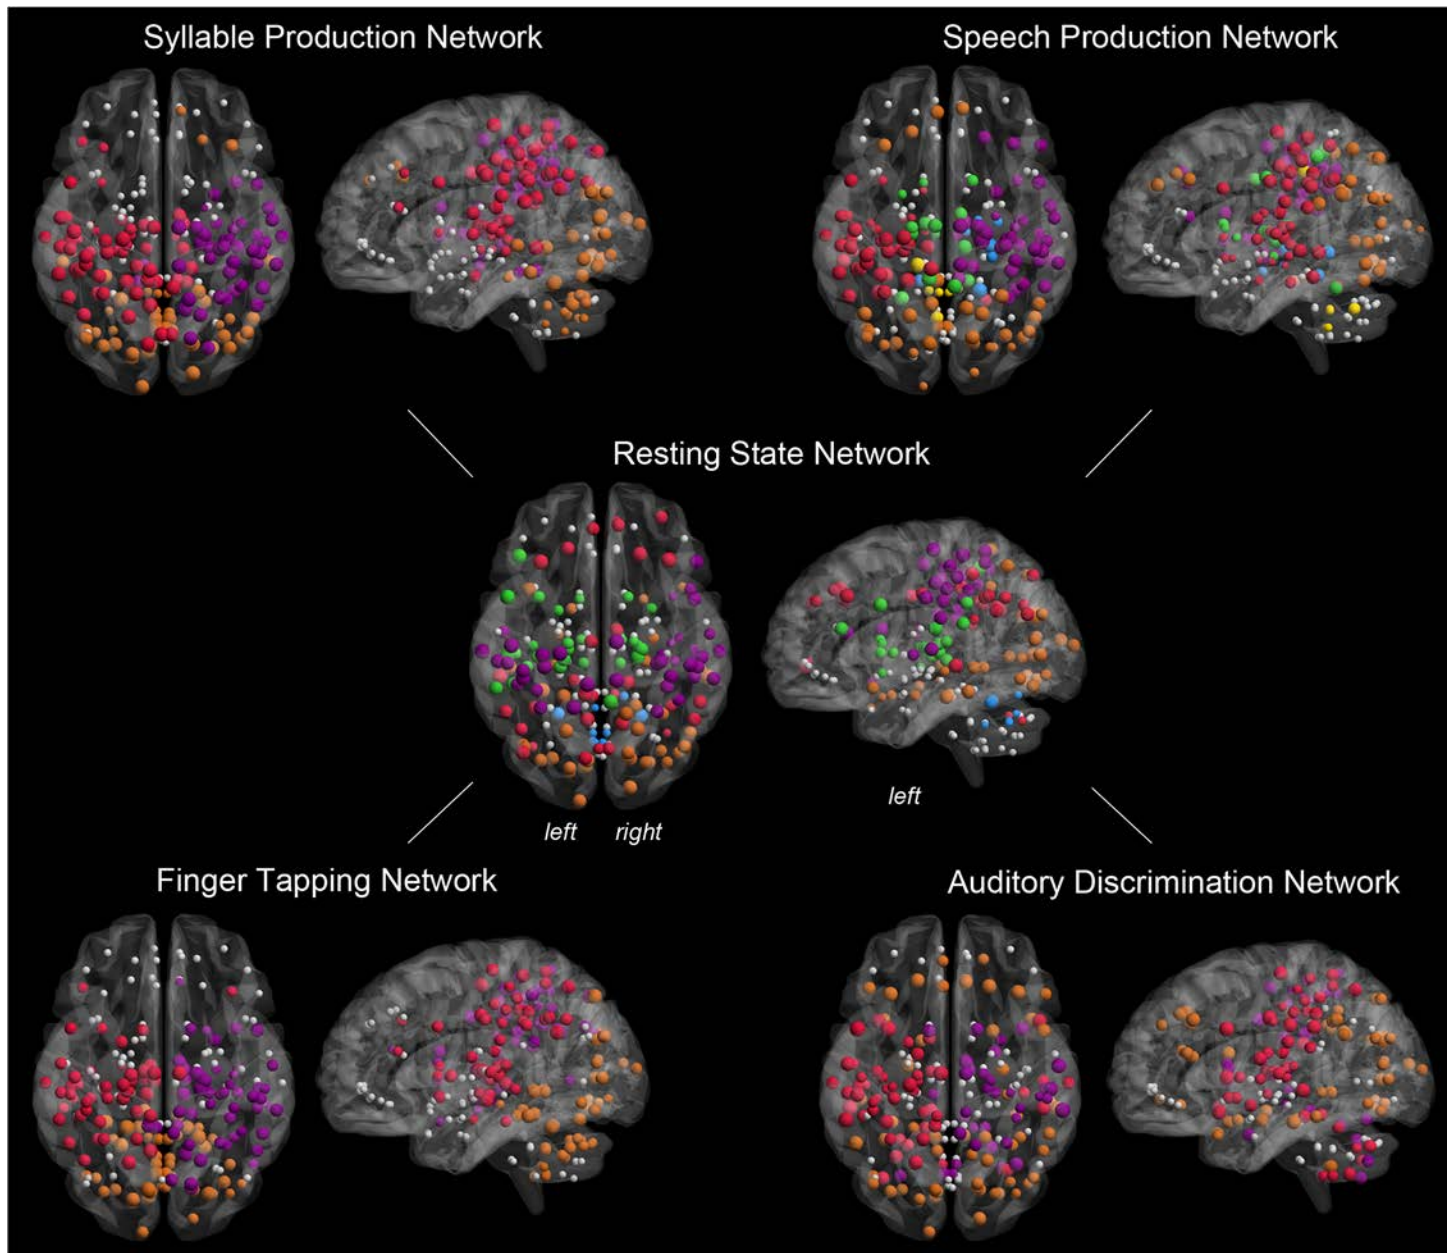 Syllable Production Network
Speech Production Network
Resting State Network
left
left
right
Finger Tapping Network
Auditory Discrimination Network